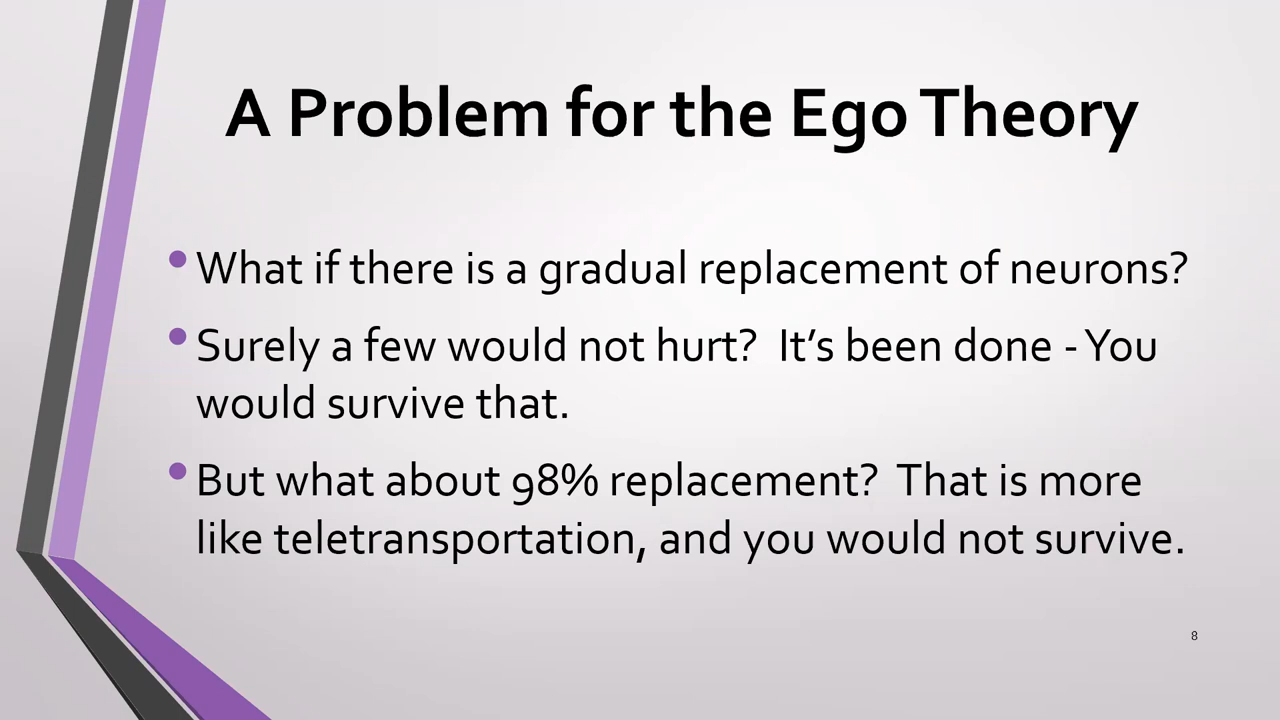 A Problem for the Ego Theory
• What if there is a gradual replacement of neurons?
• Surely a few would not hurt?  It’s been done - You
would survive that.
• But what about 98% replacement?  That is more
like teletransportation, and you would not survive.
8